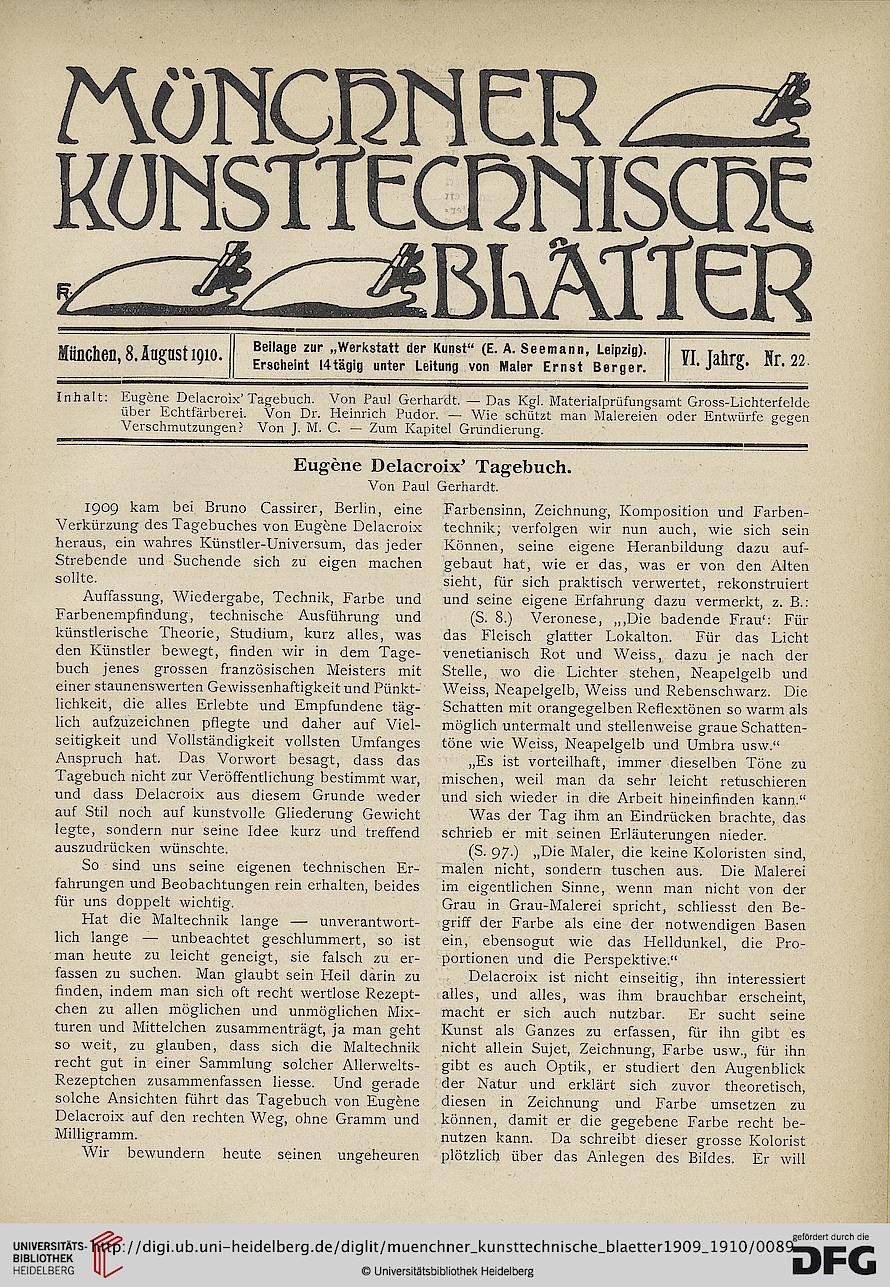 MÜNCHNER
KUNSTTECHNISCHE
BLÄTTER
FR
München, 8. August 1910.
Beilage zur „Werkstatt der Kunst“ (E. A. Seemann, Leipzig).
Erscheint 14tägig unter Leitung von Maler Ernst Berger.
VI. Jahrg. Nr. 22.
Inhalt: Eugène Delacroix’ Tagebuch. Von Paul Gerhardt. — Das Kgl. Materialprüfungsamt Gross-Lichterfelde
über Echtfärberei. Von Dr. Heinrich Pudor. — Wie schützt man Malereien oder Entwürfe gegen
Verschmutzungen? Von J. M. C. — Zum Kapitel Grundierung.
Eugène Delacroix’ Tagebuch.
Von Paul Gerhardt.
1909 kam bei Bruno Cassirer, Berlin, eine
Verkürzung des Tagebuches von Eugène Delacroix
heraus, ein wahres Künstler-Universum, das jeder
Strebende und Suchende sich zu eigen machen
sollte.
Auffassung, Wiedergabe, Technik, Farbe und
Farbenempfindung, technische Ausführung und
künstlerische Theorie, Studium, kurz alles, was
den Künstler bewegt, finden wir in dem Tage-
buch jenes grossen französischen Meisters mit
einer staunenswerten Gewissenhaftigkeit und Pünkt-
lichkeit, die alles Erlebte und Empfundene täg-
lich aufzuzeichnen pflegte und daher auf Viel-
seitigkeit und Vollständigkeit vollsten Umfanges
Anspruch hat. Das Vorwort besagt, dass das
Tagebuch nicht zur Veröffentlichung bestimmt war,
und dass Delacroix aus diesem Grunde weder
auf Stil noch auf kunstvolle Gliederung Gewicht
legte, sondern nur seine Idee kurz und treffend
auszudrücken wünschte.
So sind uns seine eigenen technischen Er-
fahrungen und Beobachtungen rein erhalten, beides
für uns doppelt wichtig.
Hat die Maltechnik lange — unverantwort-
lich lange — unbeachtet geschlummert, so ist
man heute zu leicht geneigt, sie falsch zu er-
fassen zu suchen. Man glaubt sein Heil darin zu
finden, indem man sich oft recht wertlose Rezept-
chen zu allen möglichen und unmöglichen Mix-
turen und Mittelchen zusammenträgt, ja man geht
so weit, zu glauben, dass sich die Maltechnik
recht gut in einer Sammlung solcher Allerwelts-
Rezeptchen zusammenfassen liesse. Und gerade
solche Ansichten führt das Tagebuch von Eugène
Delacroix auf den rechten Weg, ohne Gramm und
Milligramm.
Wir bewundern heute seinen ungeheuren
Farbensinn, Zeichnung, Komposition und Farben-
technik; verfolgen wir nun auch, wie sich sein
Können, seine eigene Heranbildung dazu auf-
gebaut hat, wie er das, was er von den Alten
sieht, für sich praktisch verwertet, rekonstruiert
und seine eigene Erfahrung dazu vermerkt, z. B.:
(S. 8.) Veronese, „‚Die badende Frau‘: Für
das Fleisch glatter Lokalton. Für das Licht
venetianisch Rot und Weiss, dazu je nach der
Stelle, wo die Lichter stehen, Neapelgelb und
Weiss, Neapelgelb, Weiss und Rebenschwarz. Die
Schatten mit orangegelben Reflextönen so warm als
möglich untermalt und stellenweise graue Schatten-
töne wie Weiss, Neapelgelb und Umbra usw.“
„Es ist vorteilhaft, immer dieselben Töne zu
mischen, weil man da sehr leicht retuschieren
und sich wieder in die Arbeit hineinfinden kann.“
Was der Tag ihm an Eindrücken brachte, das
schrieb er mit seinen Erläuterungen nieder.
(S. 97.) „Die Maler, die keine Koloristen sind,
malen nicht, sondern tuschen aus. Die Malerei
im eigentlichen Sinne, wenn man nicht von der
Grau in Grau-Malerei spricht, schliesst den Be-
griff der Farbe als eine der notwendigen Basen
ein, ebensogut wie das Helldunkel, die Pro-
portionen und die Perspektive.“
Delacroix ist nicht einseitig, ihn interessiert
alles, und alles, was ihm brauchbar erscheint,
macht er sich auch nutzbar. Er sucht seine
Kunst als Ganzes zu erfassen, für ihn gibt es
nicht allein Sujet, Zeichnung, Farbe usw., für ihn
gibt es auch Optik, er studiert den Augenblick
der Natur und erklärt sich zuvor theoretisch,
diesen in Zeichnung und Farbe umsetzen zu
können, damit er die gegebene Farbe recht be-
nutzen kann. Da schreibt dieser grosse Kolorist
plötzlich über das Anlegen des Bildes. Er will
UNIVERSITÄTS-
BIBLIOTHEK
HEIDELBERG
http://digi.ub.uni-heidelberg.de/diglit/muenchner_kunsttechnische_blaetter1909_1910/0089
© Universitätsbibliothek Heidelberg
gefördert durch die
DFG